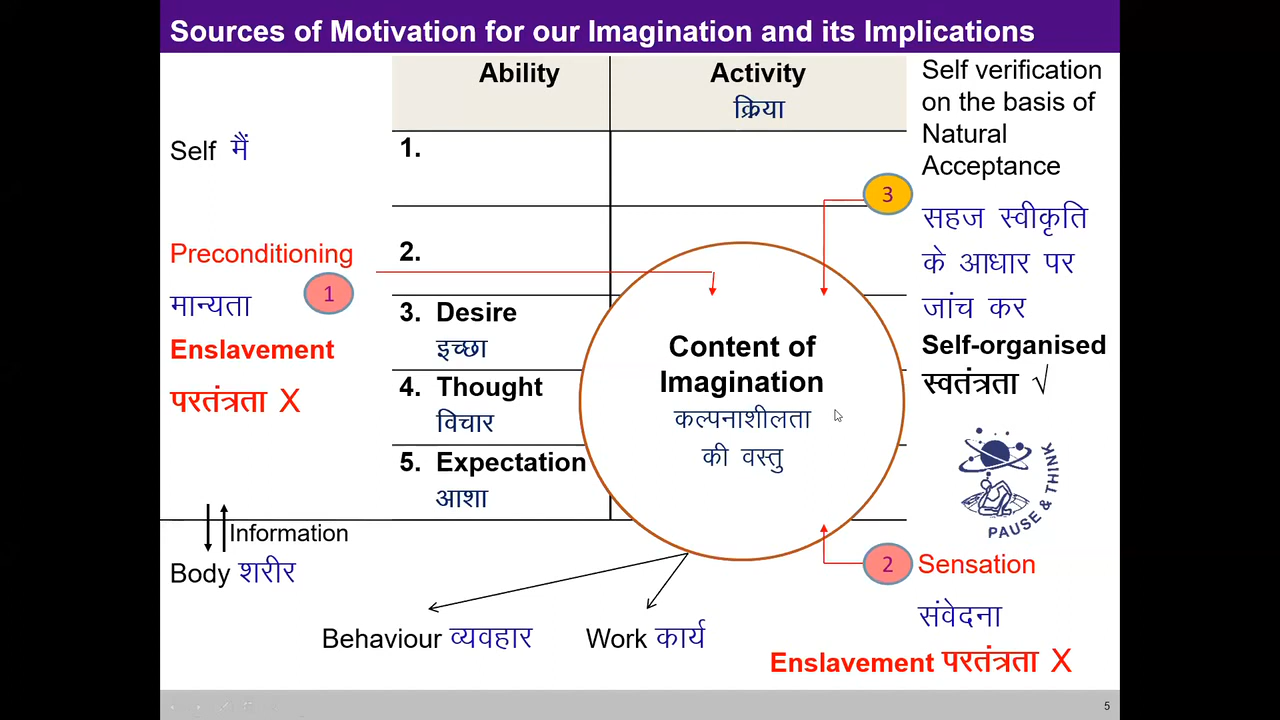 Sources of Motivation for our Imagination and its Implications
Ability
Activity
क्रिया
Self verification
on the basis of
Natural
Acceptance
सहज स्वीकृति
के आधार पर
जांच कर
Self-organised
स्वतंत्रता √
Self मैं
1.
3
Preconditioning
मान्यता
1
Enslavement
परतंत्रता X
2.
3. Desire
इच्छा
4. Thought
विचार
5. Expectation
आशा
Content of
Imagination
कल्पनाशीलता
की वस्तु
PAUSE & THINK
Information
Body शरीर
2
Sensation
संवेदना
Behaviour व्यवहार
Work कार्य
Enslavement परतंत्रता X
5